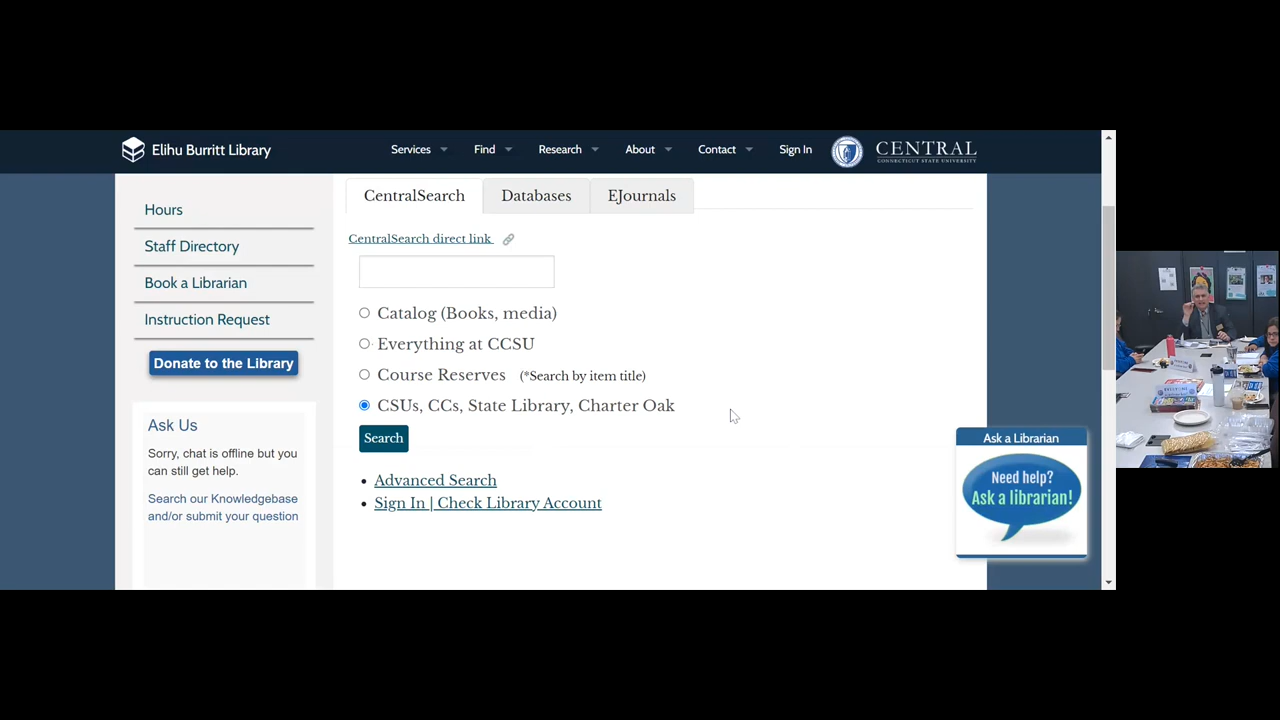 Elihu Burritt Library
Services Find Research About Contact Sign In
CENTRAL
CONNECTICUT STATE UNIVERSITY
Hours
Staff Directory
Book a Librarian
Instruction Request
Donate to the Library
Ask Us
Sorry, chat is offline but you
can still get help.
Search our Knowledgebase
and/or submit your question
CentralSearch Databases EJournals
CentralSearch direct link
Catalog (Books, media)
Everything at CCSU
Course Reserves (*Search by item title)
CSUs, CCs, State Library, Charter Oak
Search
Advanced Search
Sign In | Check Library Account
Ask a Librarian
Need help?
Ask a librarian!